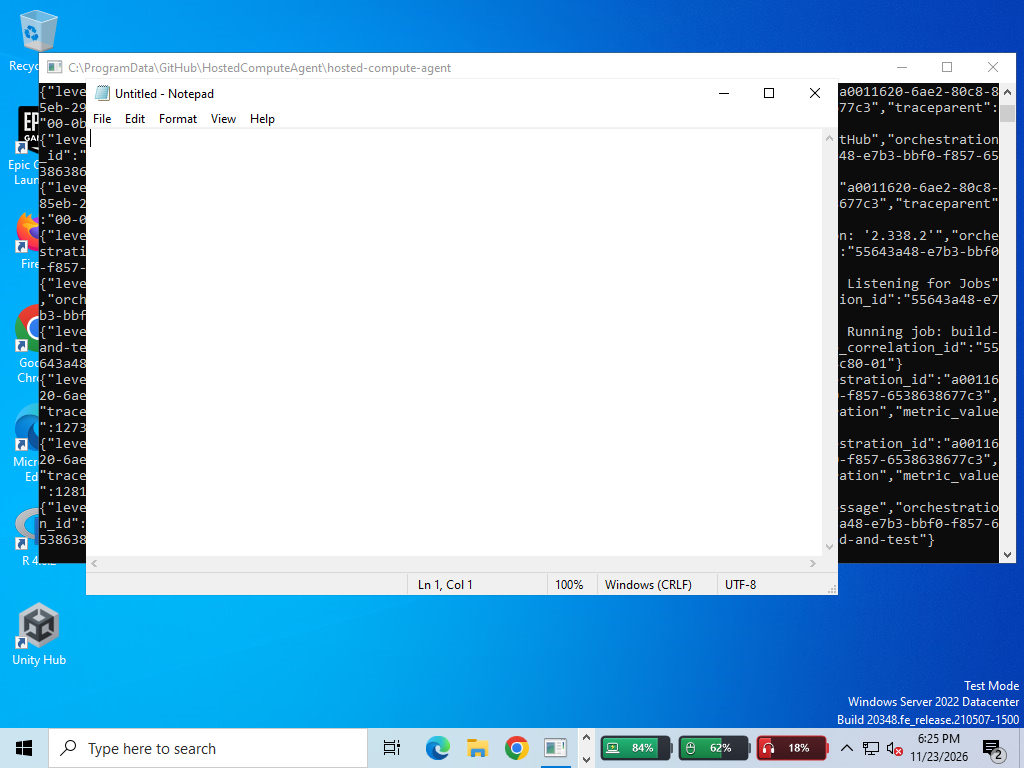 Recyc
C:\ProgramData\GitHub\HostedComputeAgent\hosted-compute-agent
Untitled - Notepad
File Edit Format View Help
{"leve
5eb-29
"00-0b
{"leve
_id":"
386386
{"leve
85eb-2
:"00-0
{"leve
strati
-f857-
{"leve
,"orch
b3-bbf
{"leve
and-te
643a48
{"leve
20-6ae
"trace
":1273
{"leve
20-6ae
"trace
":1281
{"leve
n_id":
538638
a0011620-6ae2-80c8-8
677c3","traceparent":
tHub","orchestration
48-e7b3-bbf0-f857-65
"a0011620-6ae2-80c8-
677c3","traceparent"
n: '2.338.2'","orche
:"55643a48-e7b3-bbf0
Listening for Jobs"
ion_id":"55643a48-e7
Running job: build-
_correlation_id":"55
c80-01"}
stration_id":"a00116
0-f857-6538638677c3",
ation","metric_value
stration_id":"a00116
-f857-6538638677c3",
ation","metric_value
ssage","orchestratio
a48-e7b3-bbf0-f857-6
d-and-test"}
Epic G
Laun
Fire
Goo
Chr
Micr
Ed
R 4.
Unity Hub
Ln 1, Col 1 100% Windows (CRLF) UTF-8
Test Mode
Windows Server 2022 Datacenter
Build 20348.fe_release.210507-1500
Type here to search
84% 62% 18%
6:25 PM
11/23/2026
2